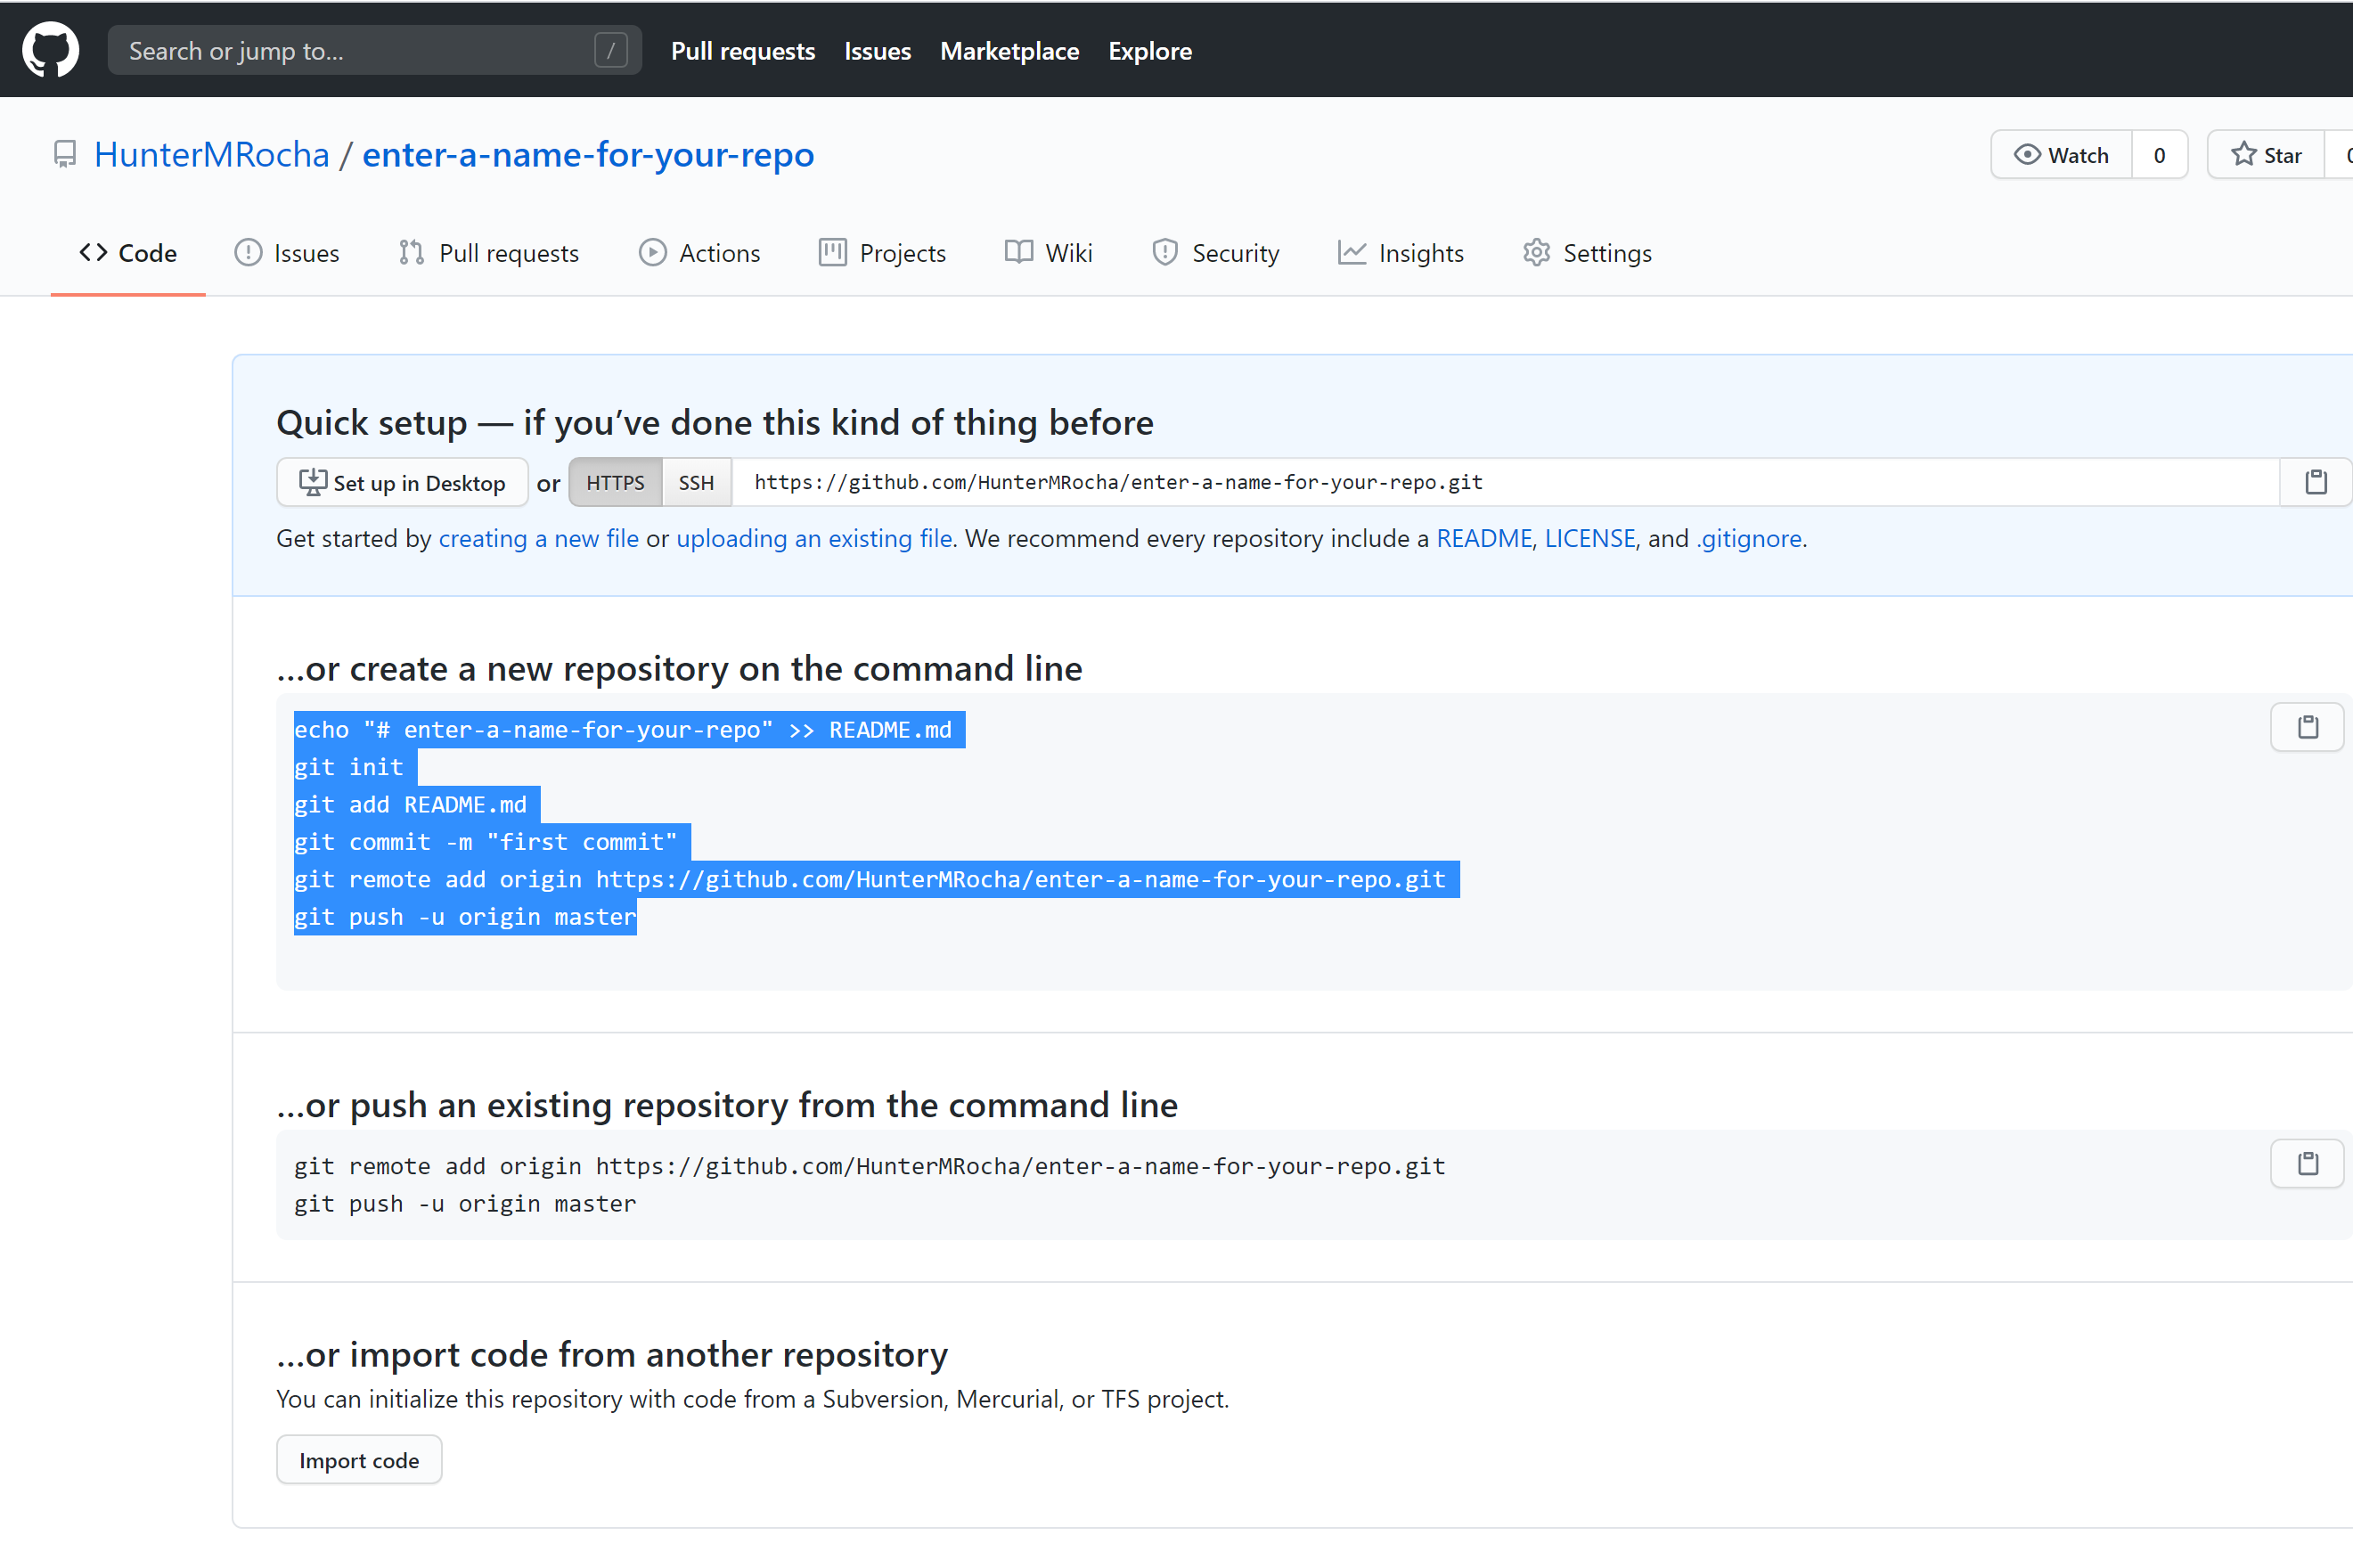 Search or jump to... / Pull requests Issues Marketplace Explore
HunterMRocha / enter-a-name-for-your-repo Watch 0 Star
Code Issues Pull requests Actions Projects Wiki Security Insights Settings
Quick setup — if you’ve done this kind of thing before
Set up in Desktop or HTTPS SSH https://github.com/HunterMRocha/enter-a-name-for-your-repo.git
Get started by creating a new file or uploading an existing file. We recommend every repository include a README, LICENSE, and .gitignore.
…or create a new repository on the command line
echo "# enter-a-name-for-your-repo" >> README.md
git init
git add README.md
git commit -m "first commit"
git remote add origin https://github.com/HunterMRocha/enter-a-name-for-your-repo.git
git push -u origin master
…or push an existing repository from the command line
git remote add origin https://github.com/HunterMRocha/enter-a-name-for-your-repo.git
git push -u origin master
…or import code from another repository
You can initialize this repository with code from a Subversion, Mercurial, or TFS project.
Import code